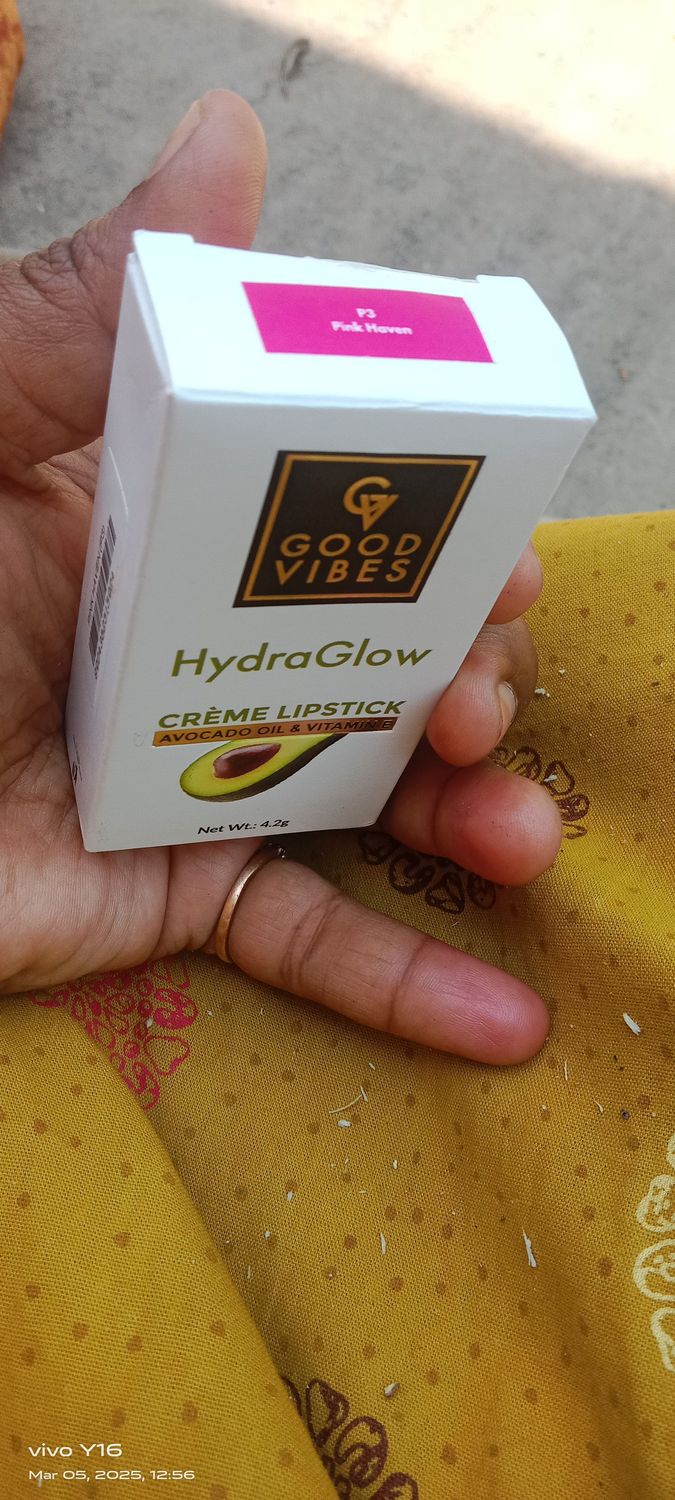 P3
Pink Haven
GV
GOOD
VIBES
HydraGlow
CRÈME LIPSTICK
AVOCADO OIL & VITAMIN E
Net Wt.: 4.2g
vivo Y16
Mar 05, 2025, 12:56